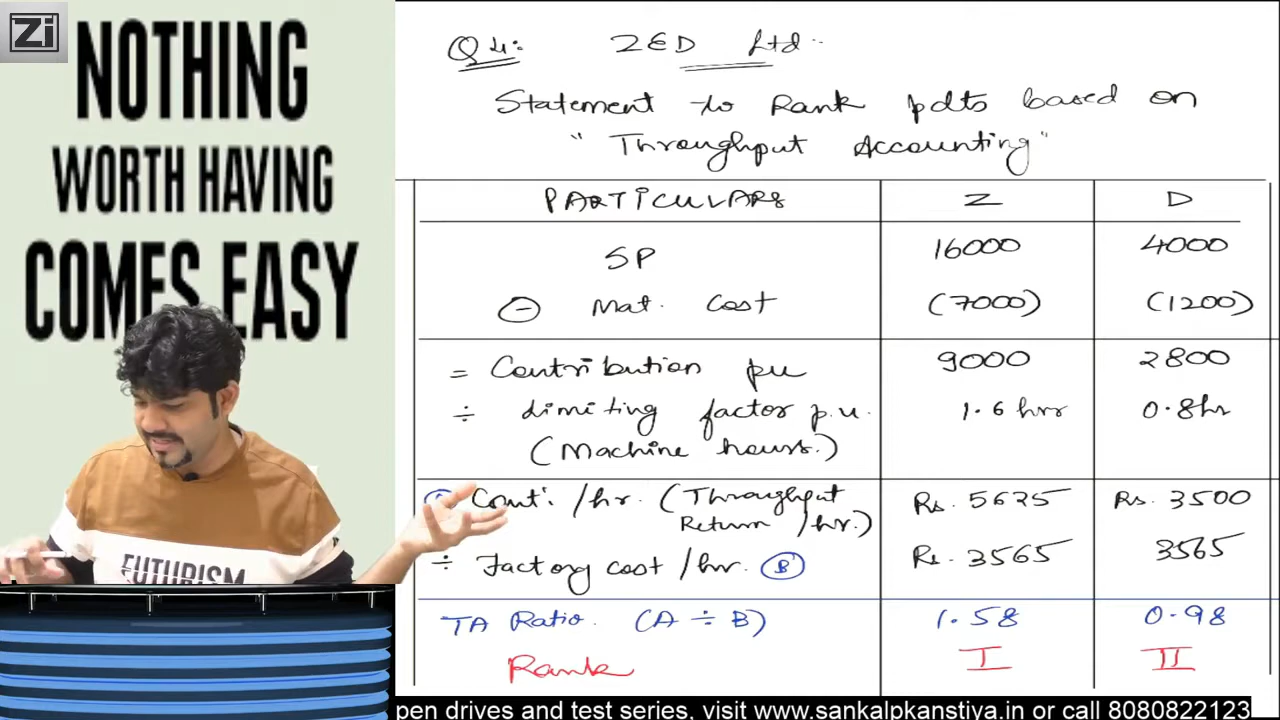 Zi
NOTHING
WORTH HAVING
COMES EASY
FUTURISM
Q4: ZED Ltd.
Statement to Rank pdts based on
"Throughput Accounting"
PARTICULARS Z D
SP 16000 4000
⊖ Mat. Cost (7000) (1200)
= Contribution pu 9000 2800
÷ limiting factor p.u. 1.6 hrs 0.8hr
(Machine hours.)
Cont. /hr. (Throughput Rs. 5625 Rs. 3500
Return /hr.)
÷ Factory cost /hr. Ⓑ Rs. 3565 3565
TA Ratio. (A ÷ B) 1.58 0.98
Rank I II
pen drives and test series, visit www.sankalpkanstiya.in or call 8080822123